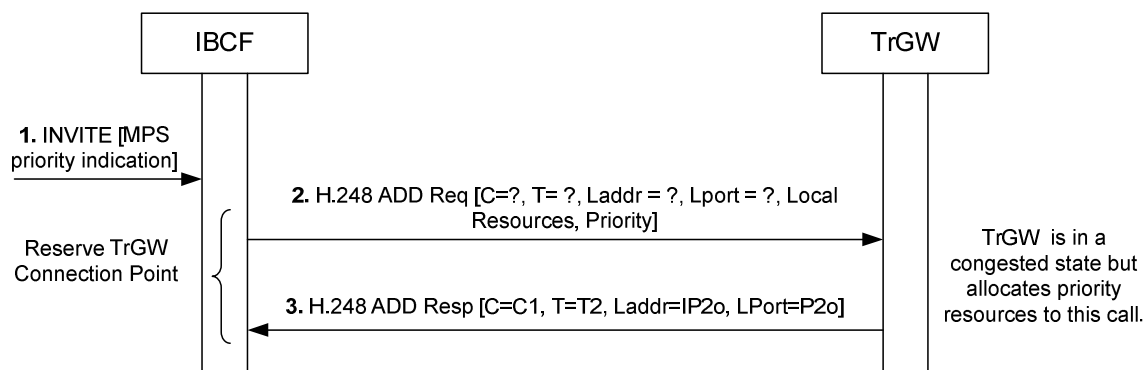 IBCF
TrGW
1. INVITE [MPS
priority indication]
2. H.248 ADD Req [C=?, T= ?, Laddr = ?, Lport = ?, Local
Resources, Priority]
Reserve TrGW
Connection Point
TrGW is in a
congested state but
allocates priority
resources to this call.
3. H.248 ADD Resp [C=C1, T=T2, Laddr=IP2o, LPort=P2o]